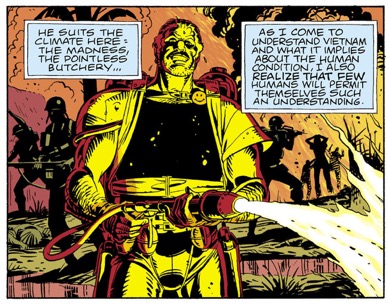 HE SUITS THE
CLIMATE HERE:
THE MADNESS,
THE POINTLESS
BUTCHERY...
AS I COME TO
UNDERSTAND VIETNAM
AND WHAT IT IMPLIES
ABOUT THE HUMAN
CONDITION, I ALSO
REALIZE THAT FEW
HUMANS WILL PERMIT
THEMSELVES SUCH
AN UNDERSTANDING.